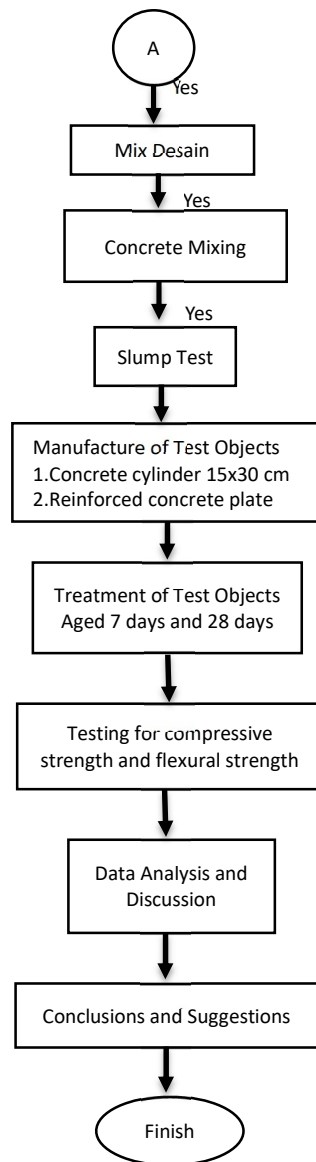 A
Yes
Mix Desain
Yes
Concrete Mixing
Yes
Slump Test
Manufacture of Test Objects
1.Concrete cylinder 15x30 cm
2.Reinforced concrete plate
Treatment of Test Objects
Aged 7 days and 28 days
Testing for compressive
strength and flexural strength
Data Analysis and
Discussion
Conclusions and Suggestions
Finish